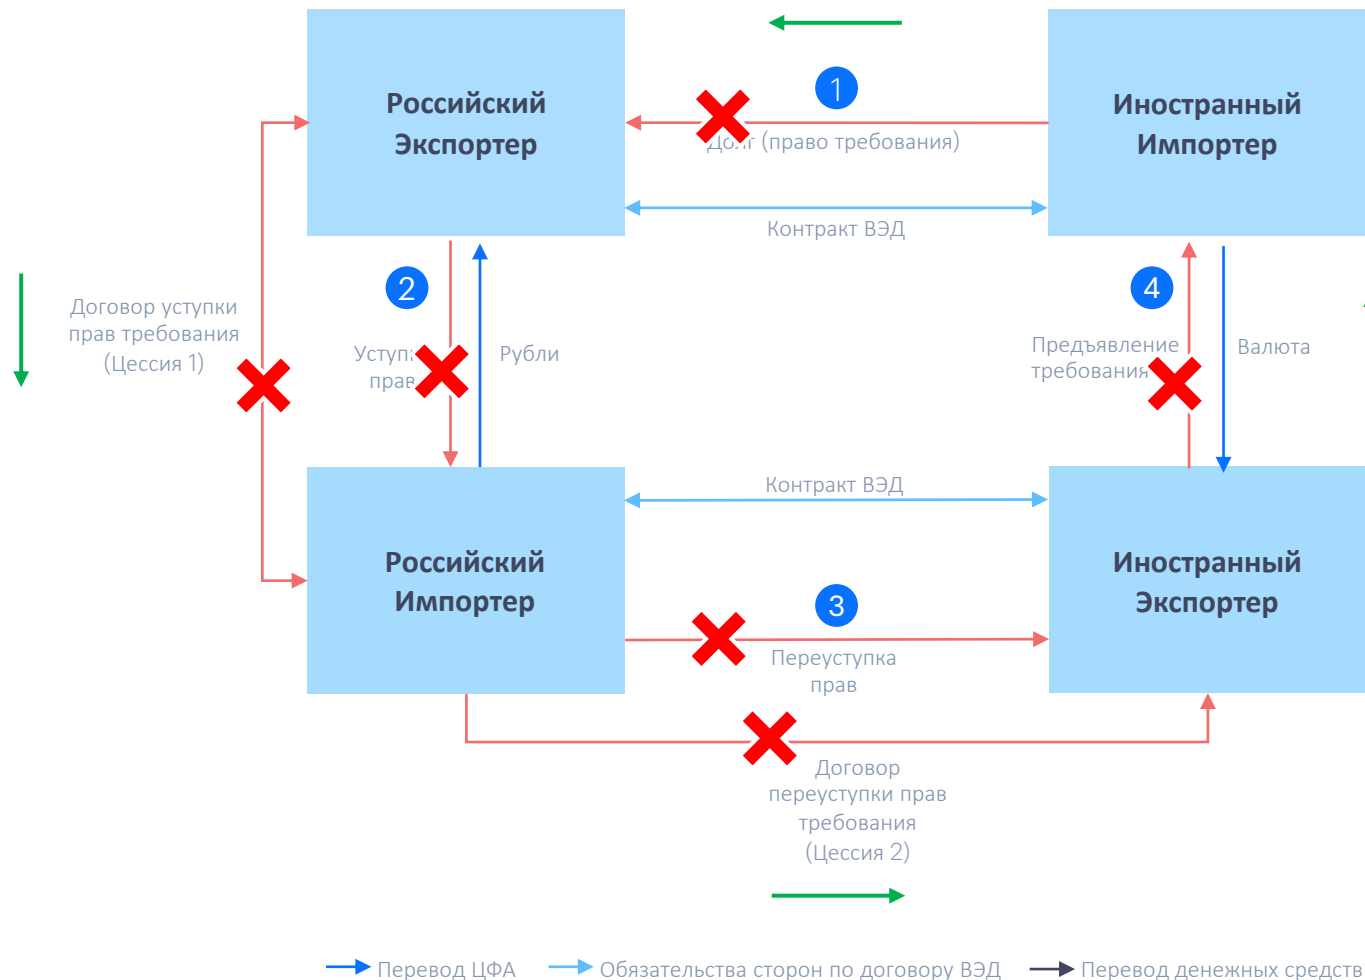 Российский
Экспортер
1
Иностранный
Импортер
(право требования)
Контракт ВЭД
2
4
Договор уступки
прав требования
(Цессия 1)
Рубли
Предъявление
требования
Валюта
Контракт ВЭД
Российский
Импортер
Иностранный
Экспортер
3
Переуступка
прав
Договор
переуступки прав
требования
(Цессия 2)
Перевод ЦФА
Обязательства сторон по договору ВЭД
Перевод денежных средств